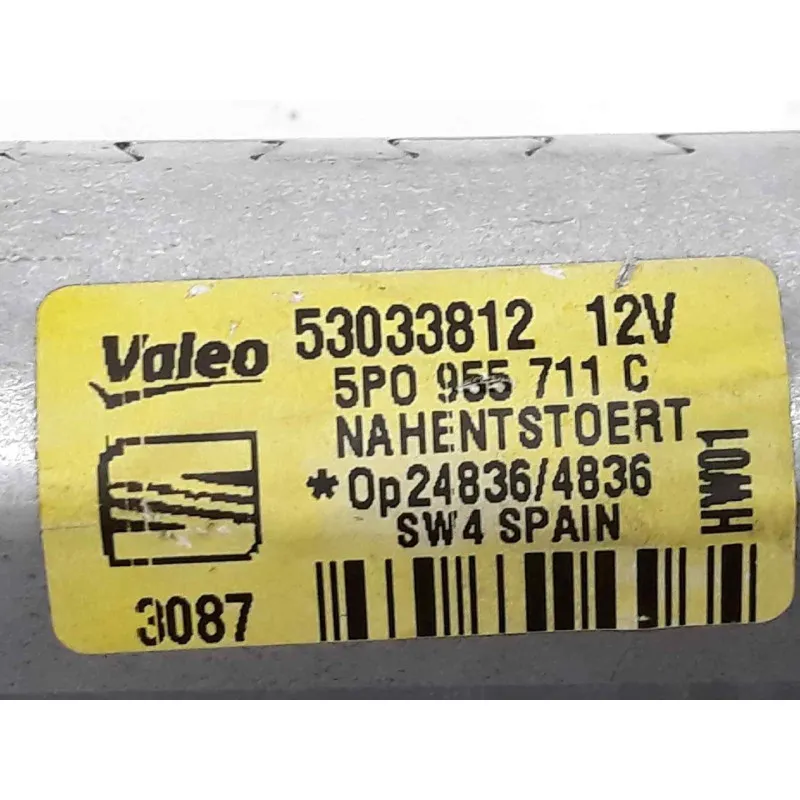 Valeo 53033812 12V
5P0 955 711 C
NAHENTSTOERT
*Op24836/4836
SW4 SPAIN
HW01
3087